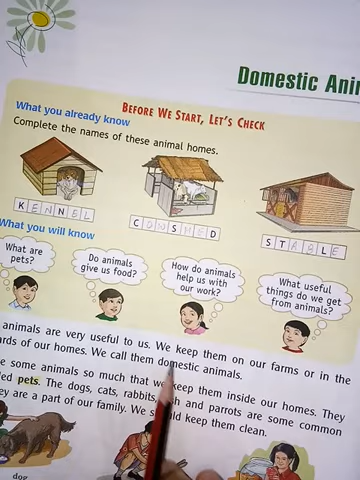 Domestic Ani
BEFORE WE START, LET'S CHECK
What you already know
Complete the names of these animal homes.
KENNEL
COWSHED
STABLE
What you will know
What are
pets?
Do animals
give us food?
How do animals
help us with
our work?
What useful
things do we get
from animals?
animals are very useful to us. We keep them on our farms or in the
ards of our homes. We call them domestic animals.
e some animals so much that we keep them inside our homes. They
led pets. The dogs, cats, rabbits, and parrots are some common
ey are a part of our family. We keep them clean.
dog